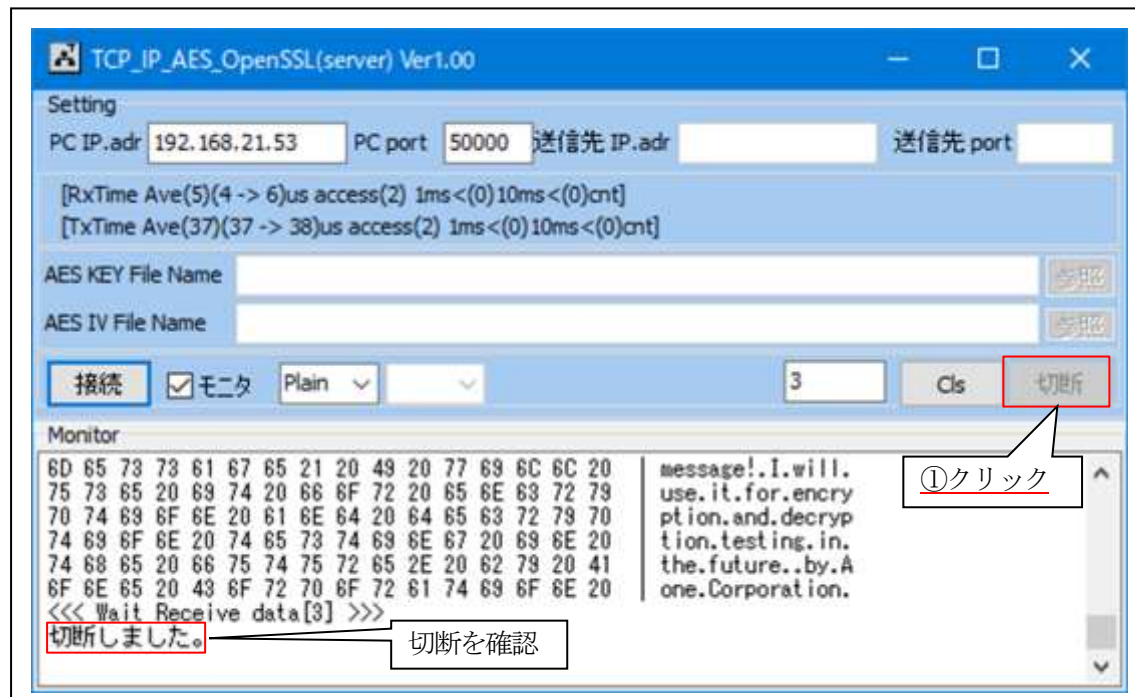 TCP_IP_AES_OpenSSL(server) Ver1.00
Setting
PC IP.adr 192.168.21.53 PC port 50000 送信先 IP.adr 送信先 port
[RxTime Ave(5)(4 -> 6)us access(2) 1ms<(0)10ms<(0)cnt]
[TxTime Ave(37)(37 -> 38)us access(2) 1ms<(0)10ms<(0)cnt]
AES KEY File Name 参照
AES IV File Name 参照
接続 モニタ Plain 3 Cls 切断
Monitor
6D 65 73 73 61 67 65 21 20 49 20 77 69 6C 6C 20 | message!.I.will.
75 73 65 20 69 74 20 66 6F 72 20 65 6E 63 72 79 | use.it.for.encry
70 74 69 6F 6E 20 61 6E 64 20 64 65 63 72 79 70 | ption.and.decryp
74 69 6F 6E 20 74 65 73 74 69 6E 67 20 69 6E 20 | tion.testing.in.
74 68 65 20 66 75 74 75 72 65 2E 20 62 79 20 41 | the.future..by.A
6F 6E 65 20 43 6F 72 70 6F 72 61 74 69 6F 6E 20 | one.Corporation.
<<< Wait Receive data[3] >>>
切断しました。
①クリック
切断を確認